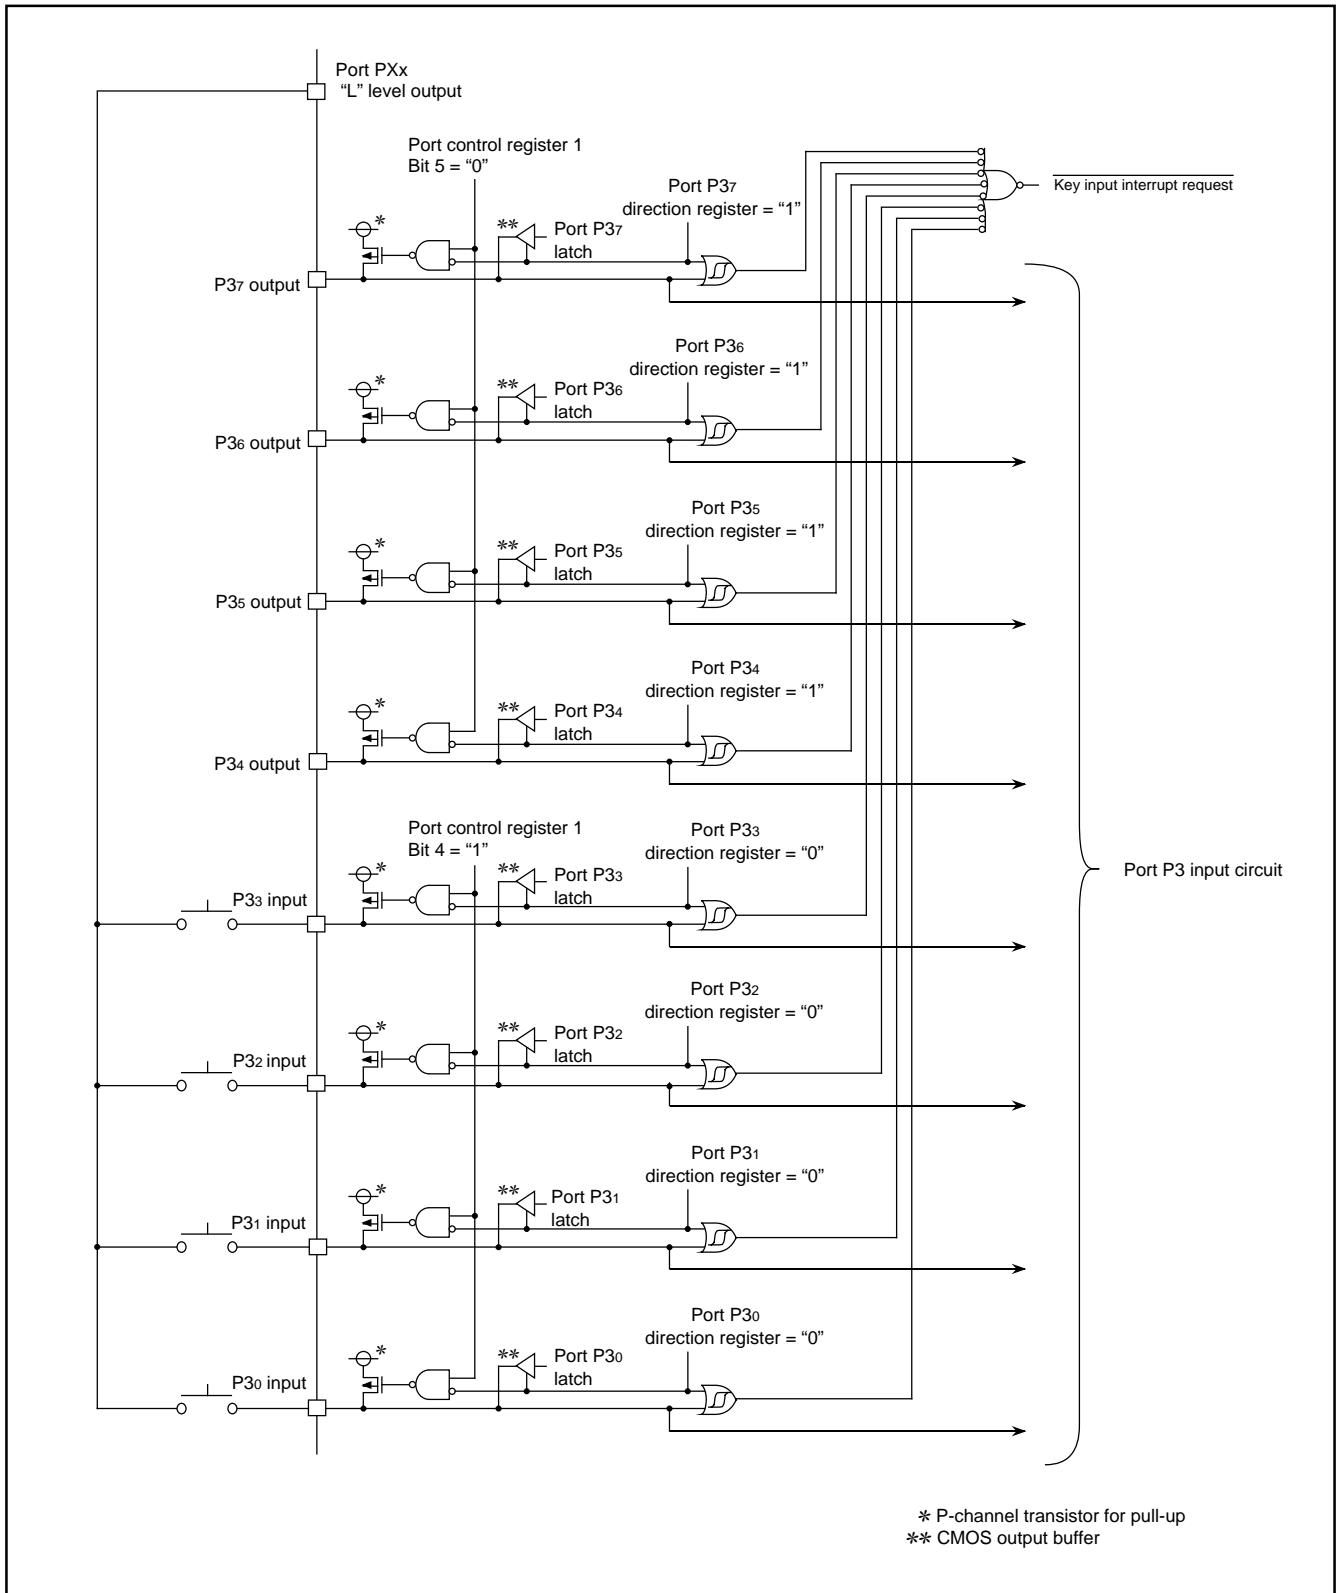 Port PXx
“L” level output
Port control register 1
Bit 5 = “0”
Key input interrupt request
Port P37
direction register = “1”
*
**
Port P37
latch
P37 output
Port P36
direction register = “1”
*
**
Port P36
latch
P36 output
Port P35
direction register = “1”
*
**
Port P35
latch
P35 output
Port P34
direction register = “1”
*
**
Port P34
latch
P34 output
Port control register 1
Bit 4 = “1”
Port P33
direction register = “0”
*
**
Port P33
latch
P33 input
Port P3 input circuit
Port P32
direction register = “0”
*
**
Port P32
latch
P32 input
Port P31
direction register = “0”
*
**
Port P31
latch
P31 input
Port P30
direction register = “0”
*
**
Port P30
latch
P30 input
* P-channel transistor for pull-up
** CMOS output buffer